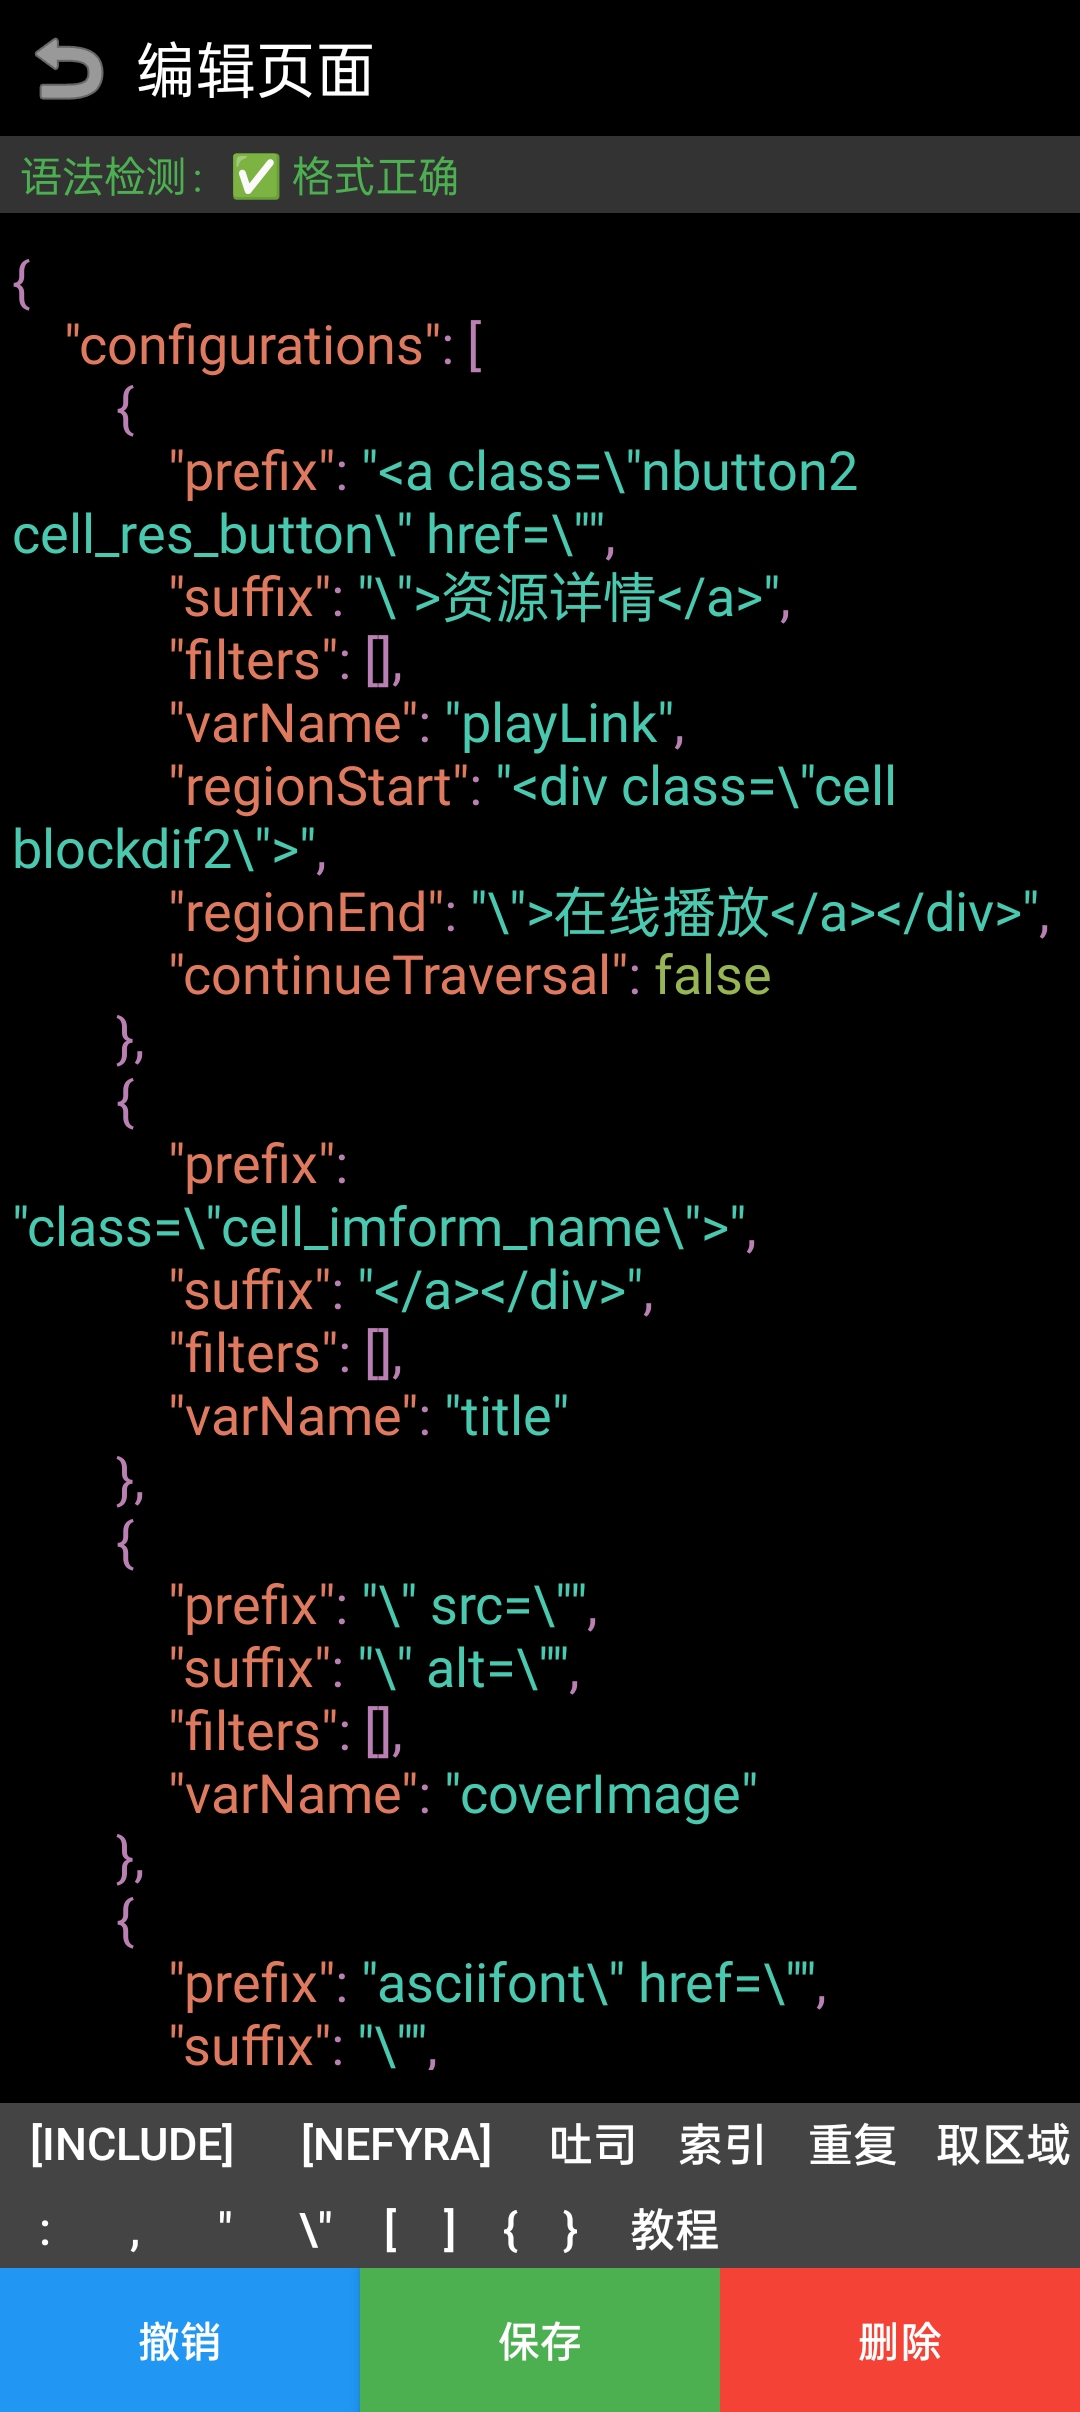 编辑页面
语法检测：✅ 格式正确
{
"configurations": [
{
"prefix": "<a class=\"nbutton2
cell_res_button\" href=\"",
"suffix": "\">资源详情</a>",
"filters": [],
"varName": "playLink",
"regionStart": "<div class=\"cell
blockdif2\">",
"regionEnd": "\">在线播放</a></div>",
"continueTraversal": false
},
{
"prefix":
"class=\"cell_imform_name\">",
"suffix": "</a></div>",
"filters": [],
"varName": "title"
},
{
"prefix": "\" src=\"",
"suffix": "\" alt=\"",
"filters": [],
"varName": "coverImage"
},
{
"prefix": "asciifont\" href=\"",
"suffix": "\"",
[INCLUDE] [NEFYRA] 吐司 索引 重复 取区域
: , " \" [ ] { } 教程
撤销 保存 删除